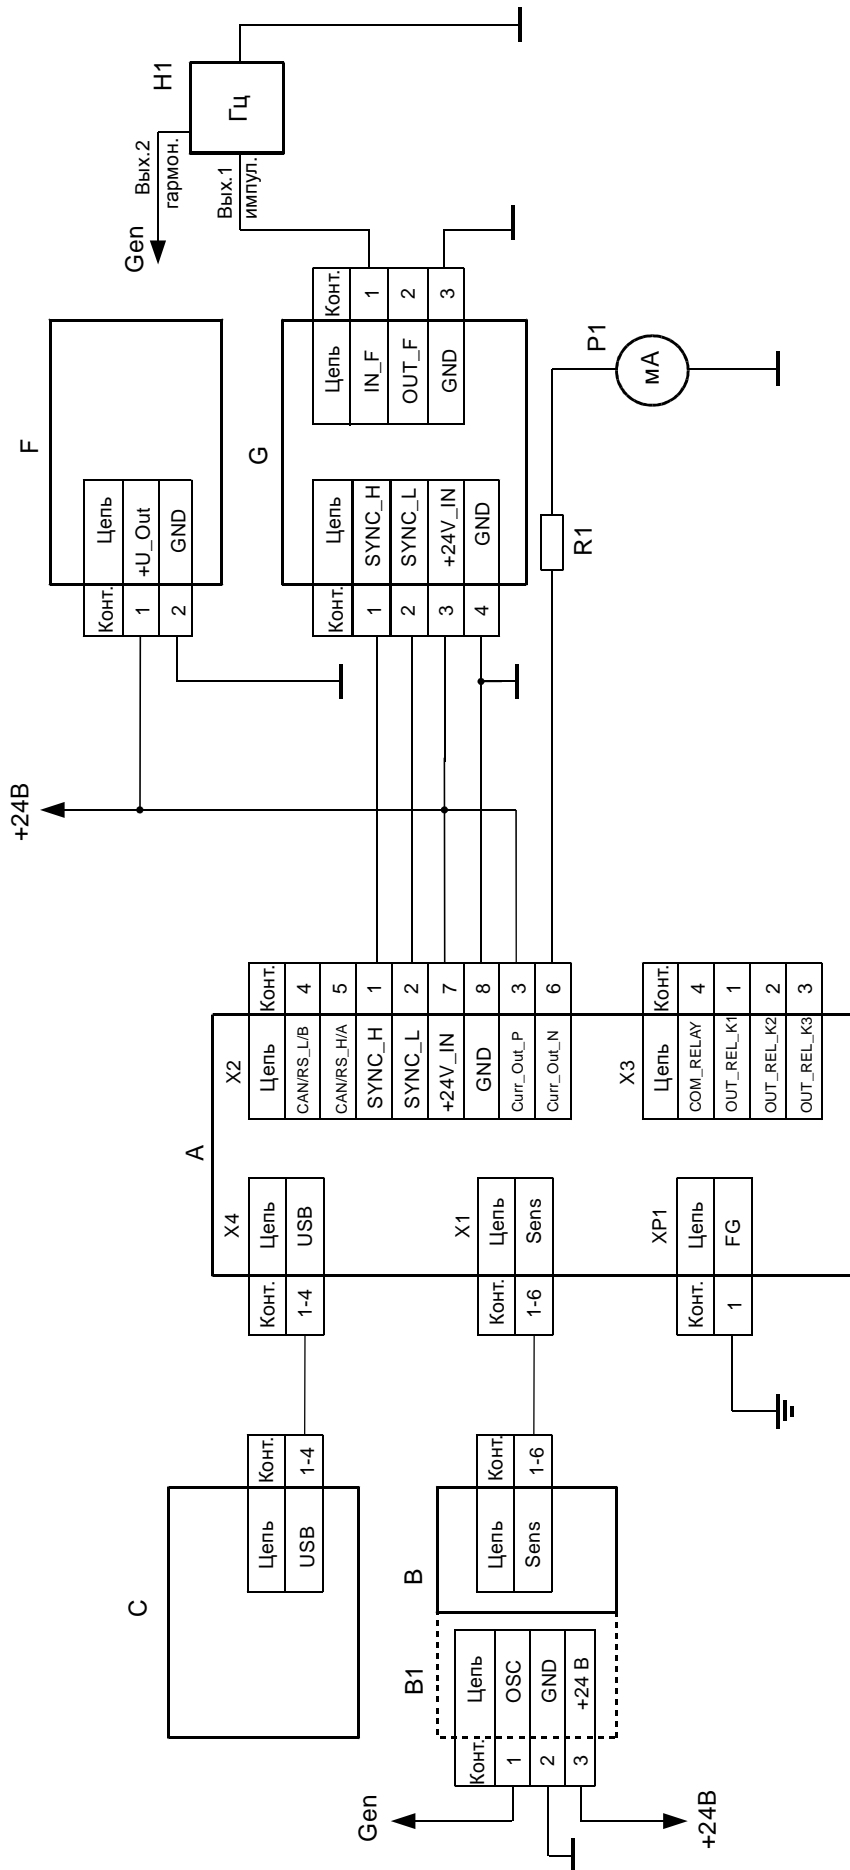 C
Цепь
Конт.
USB
1-4
B1
Конт.
Цепь
1
OSC
2
GND
3
+24 В
Gen
+24В
B
Цепь
Конт.
Sens
1-6
A
X4
Конт.
Цепь
1-4
USB
X1
Конт.
Цепь
1-6
Sens
XP1
Конт.
Цепь
1
FG
X2
Цепь
Конт.
CAN/RS_L/B
4
CAN/RS_H/A
5
SYNC_H
1
SYNC_L
2
+24V_IN
7
GND
8
Curr_Out_P
3
Curr_Out_N
6
X3
Цепь
Конт.
COM_RELAY
4
OUT_REL_K1
1
OUT_REL_K2
2
OUT_REL_K3
3
+24В
F
Конт.
Цепь
1
+U_Out
2
GND
G
Конт.
Цепь
1
SYNC_H
2
SYNC_L
3
+24V_IN
4
GND
Цепь
Конт.
IN_F
1
OUT_F
2
GND
3
R1
P1
мА
Gen
Вых.2
гармон.
Вых.1
импул.
H1
Гц